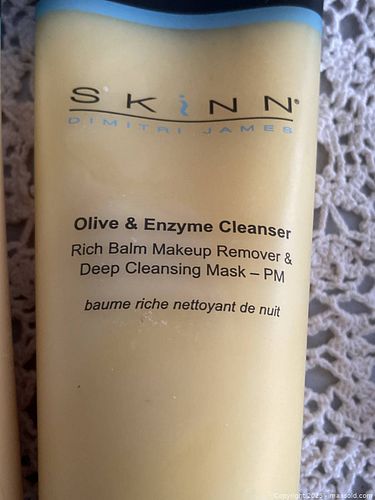 SKiNN®
DIMITRI JAMES
Olive & Enzyme Cleanser
Rich Balm Makeup Remover &
Deep Cleansing Mask – PM
baume riche nettoyant de nuit